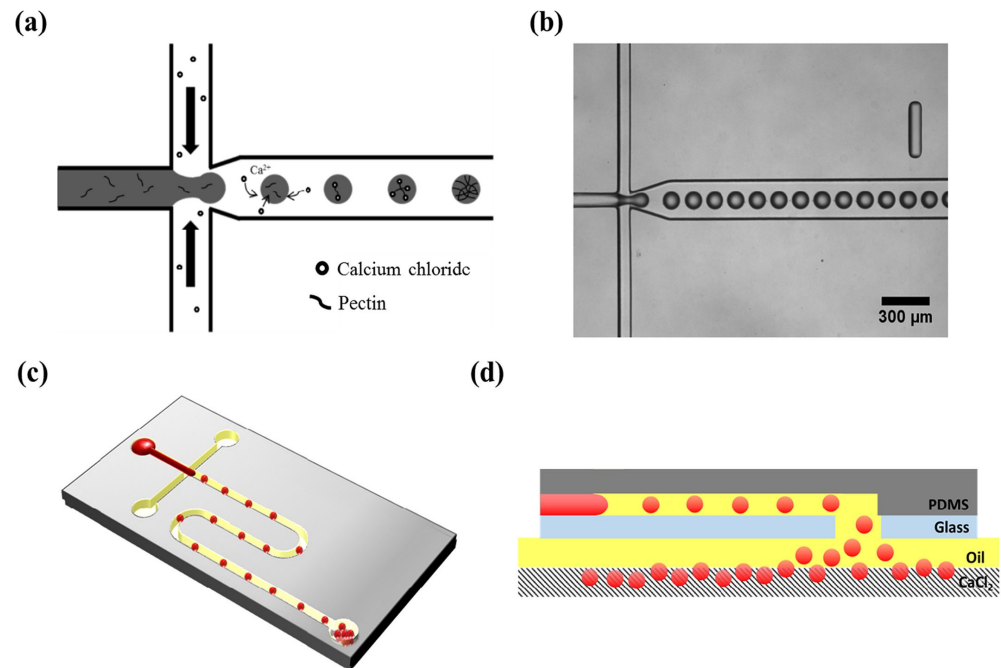 (a)
Ca²⁺
Calcium chloride
Pectin
(b)
300 µm
(c)
(d)
PDMS
Glass
Oil
CaCl₂